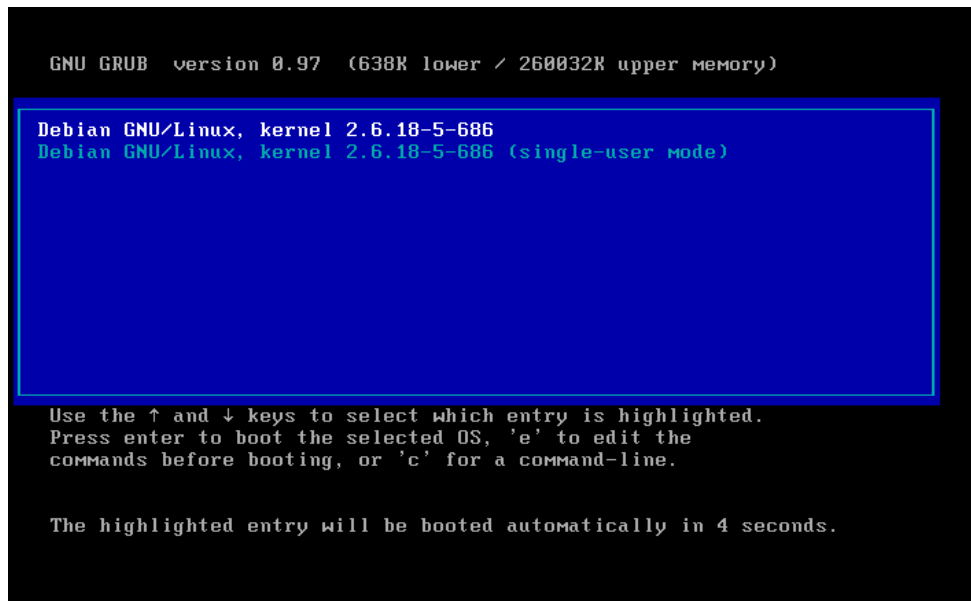 GNU GRUB  version 0.97  (638K lower / 260032K upper memory)
Debian GNU/Linux, kernel 2.6.18-5-686
Debian GNU/Linux, kernel 2.6.18-5-686 (single-user mode)
Use the ↑ and ↓ keys to select which entry is highlighted.
Press enter to boot the selected OS, 'e' to edit the
commands before booting, or 'c' for a command-line.
The highlighted entry will be booted automatically in 4 seconds.